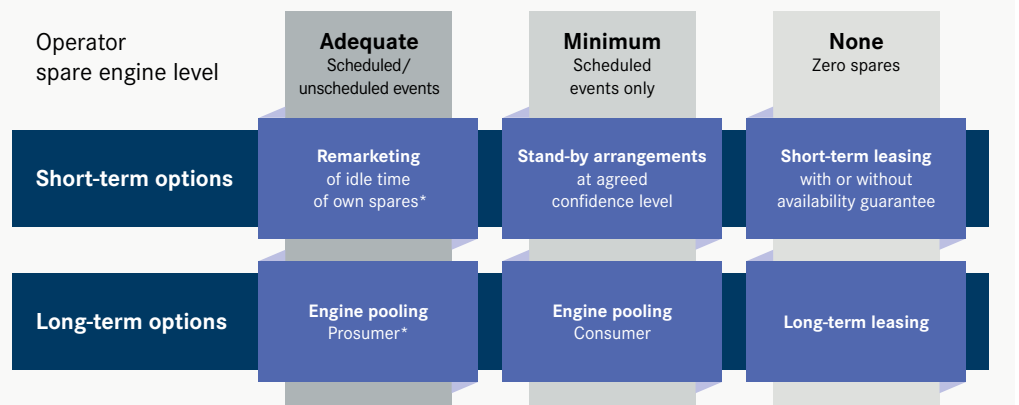 Operator
spare engine level
Adequate
Scheduled/
unscheduled events
Minimum
Scheduled
events only
None
Zero spares
Short-term options
Remarketing
of idle time
of own spares*
Stand-by arrangements
at agreed
confidence level
Short-term leasing
with or without
availability guarantee
Long-term options
Engine pooling
Prosumer*
Engine pooling
Consumer
Long-term leasing